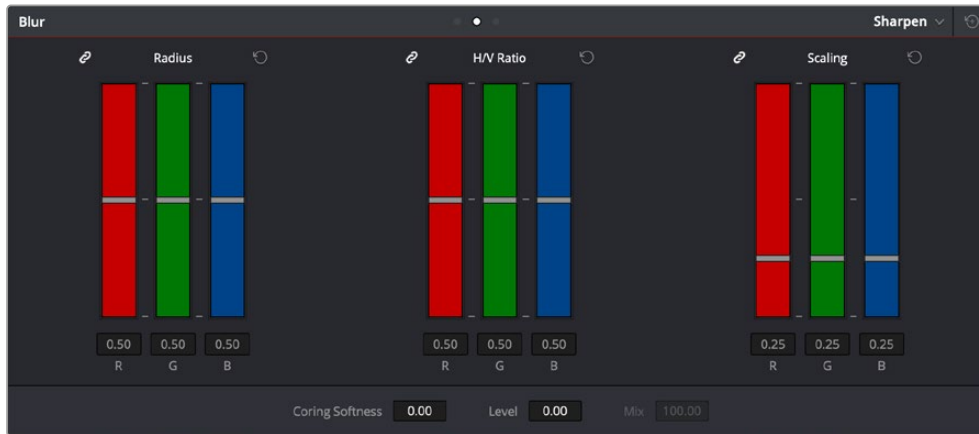 Blur Sharpen
Radius H/V Ratio Scaling
0.50 0.50 0.50 0.50 0.50 0.50 0.25 0.25 0.25
R G B R G B R G B
Coring Softness 0.00 Level 0.00 Mix 100.00